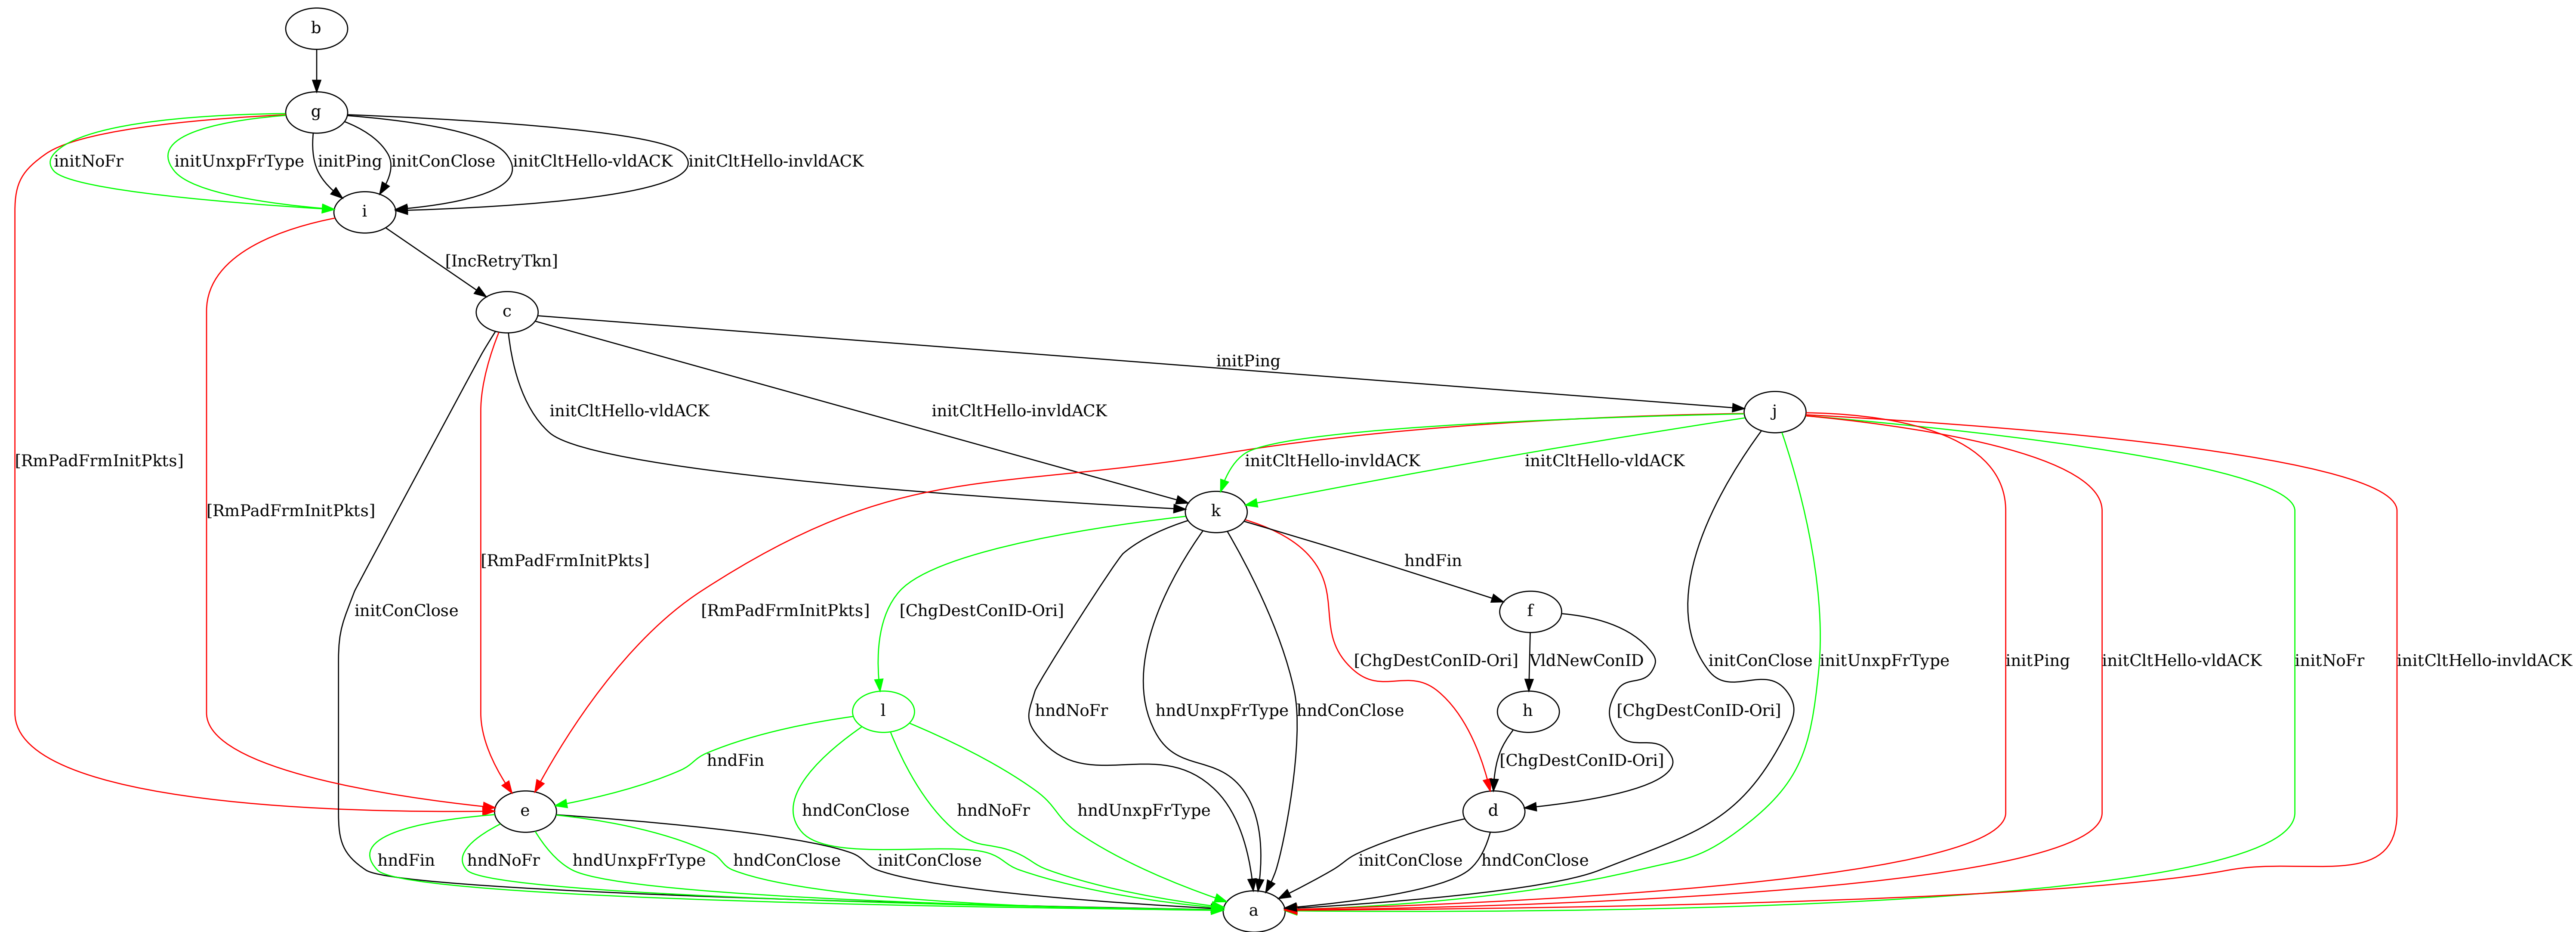 b
g
initNoFr
initUnxpFrType
initPing
initConClose
initCltHello-vldACK
initCltHello-invldACK
i
[IncRetryTkn]
c
initPing
initCltHello-vldACK
initCltHello-invldACK
j
[RmPadFrmInitPkts]
initCltHello-invldACK
initCltHello-vldACK
[RmPadFrmInitPkts]
k
[RmPadFrmInitPkts]
hndFin
initConClose
[RmPadFrmInitPkts]
[ChgDestConID-Ori]
f
[ChgDestConID-Ori]
VldNewConID
initConClose
initUnxpFrType
initPing
initCltHello-vldACK
initNoFr
initCltHello-invldACK
l
hndNoFr
hndUnxpFrType
hndConClose
h
[ChgDestConID-Ori]
hndFin
[ChgDestConID-Ori]
e
hndConClose
hndNoFr
hndUnxpFrType
d
hndFin
hndNoFr
hndUnxpFrType
hndConClose
initConClose
initConClose
hndConClose
a